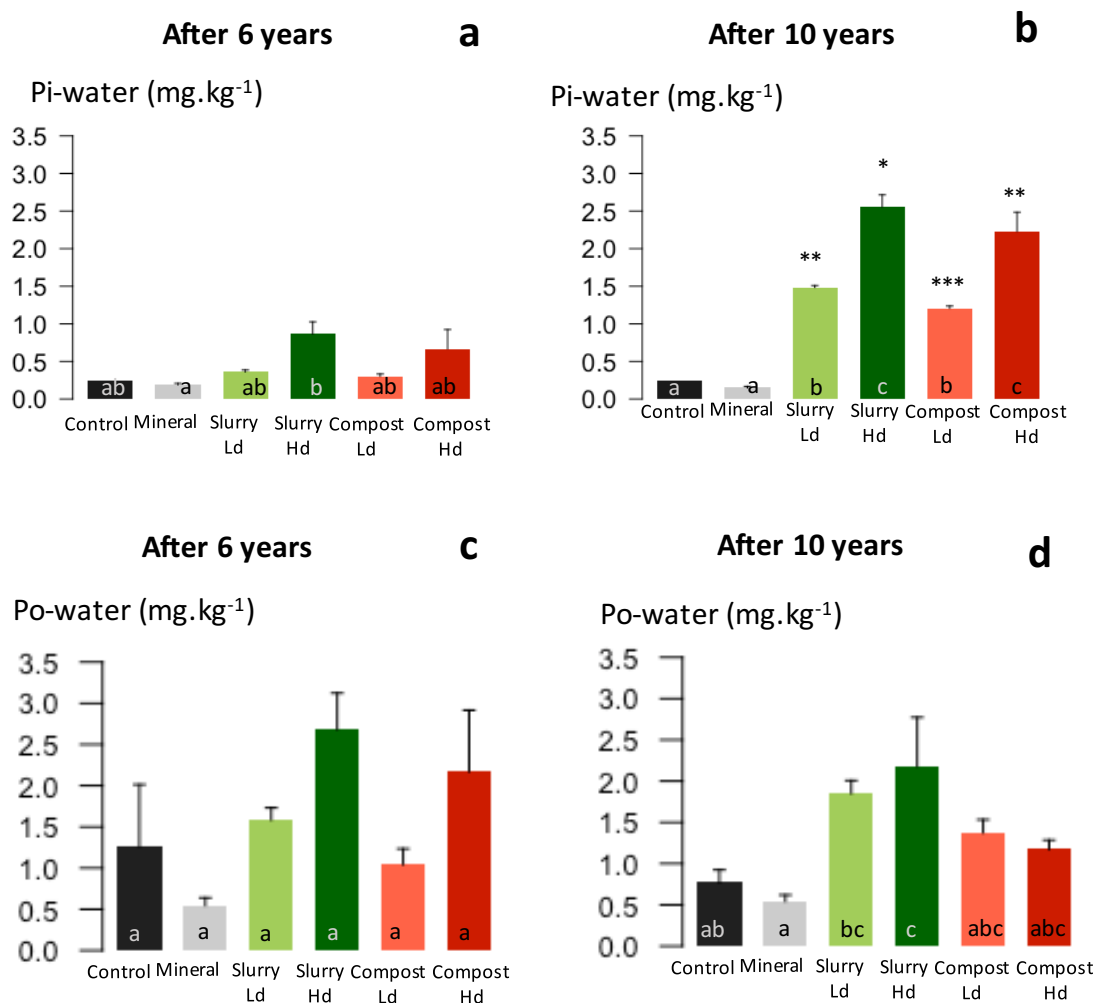 After 6 years
a
Pi-water (mg.kg⁻¹)
3.5
3.0
2.5
2.0
1.5
1.0
0.5
0.0
ab
a
ab
b
ab
ab
Control Mineral Slurry Slurry Compost Compost
Ld Hd Ld Hd
After 10 years
b
Pi-water (mg.kg⁻¹)
3.5
3.0
2.5
2.0
1.5
1.0
0.5
0.0
**
*
***
**
a
a
b
c
b
c
Control Mineral Slurry Slurry Compost Compost
Ld Hd Ld Hd
After 6 years
c
Po-water (mg.kg⁻¹)
3.5
3.0
2.5
2.0
1.5
1.0
0.5
0.0
a
a
a
a
a
a
Control Mineral Slurry Slurry Compost Compost
Ld Hd Ld Hd
After 10 years
d
Po-water (mg.kg⁻¹)
3.5
3.0
2.5
2.0
1.5
1.0
0.5
0.0
ab
a
bc
c
abc
abc
Control Mineral Slurry Slurry Compost Compost
Ld Hd Ld Hd